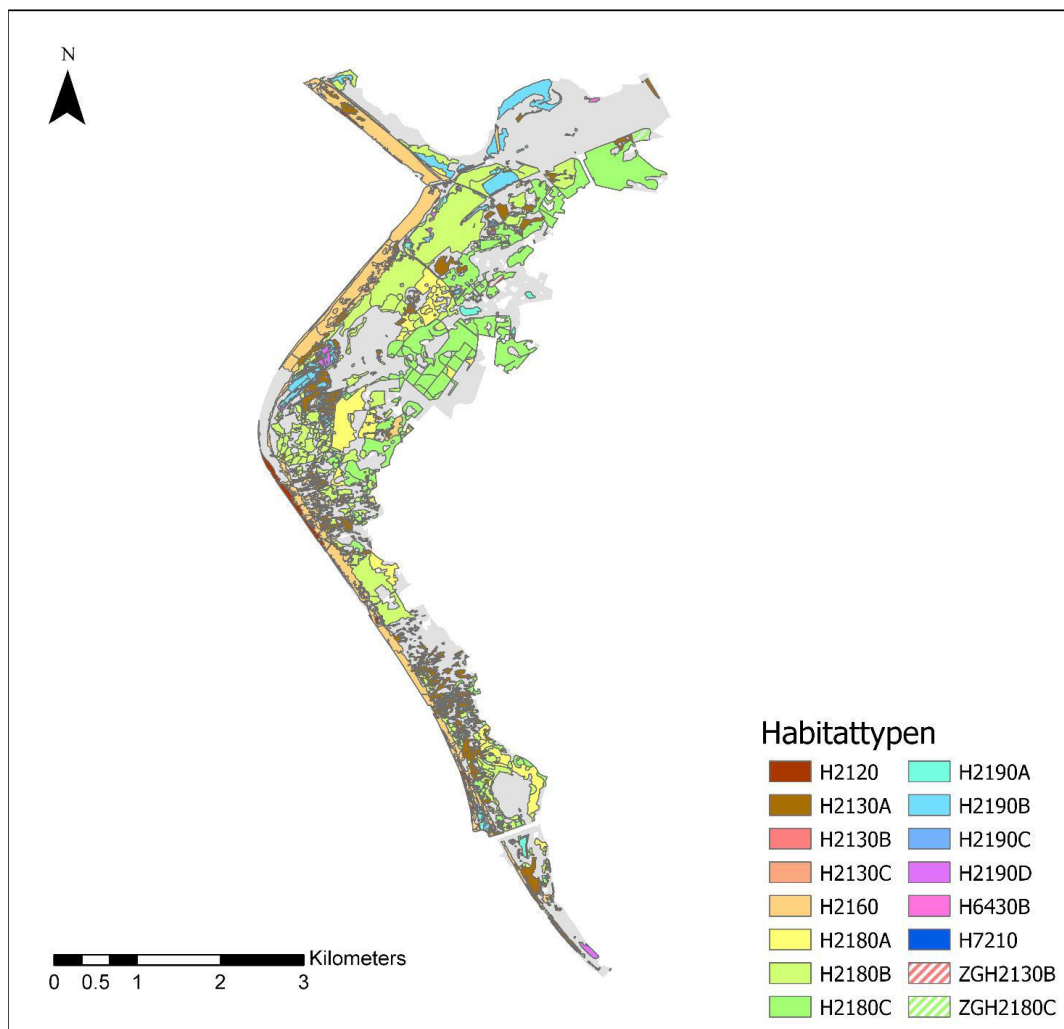 N
Habitattypen
H2120 H2190A
H2130A H2190B
H2130B H2190C
H2130C H2190D
H2160 H6430B
H2180A H7210
H2180B ZGH2130B
H2180C ZGH2180C
Kilometers
0 0.5 1 2 3